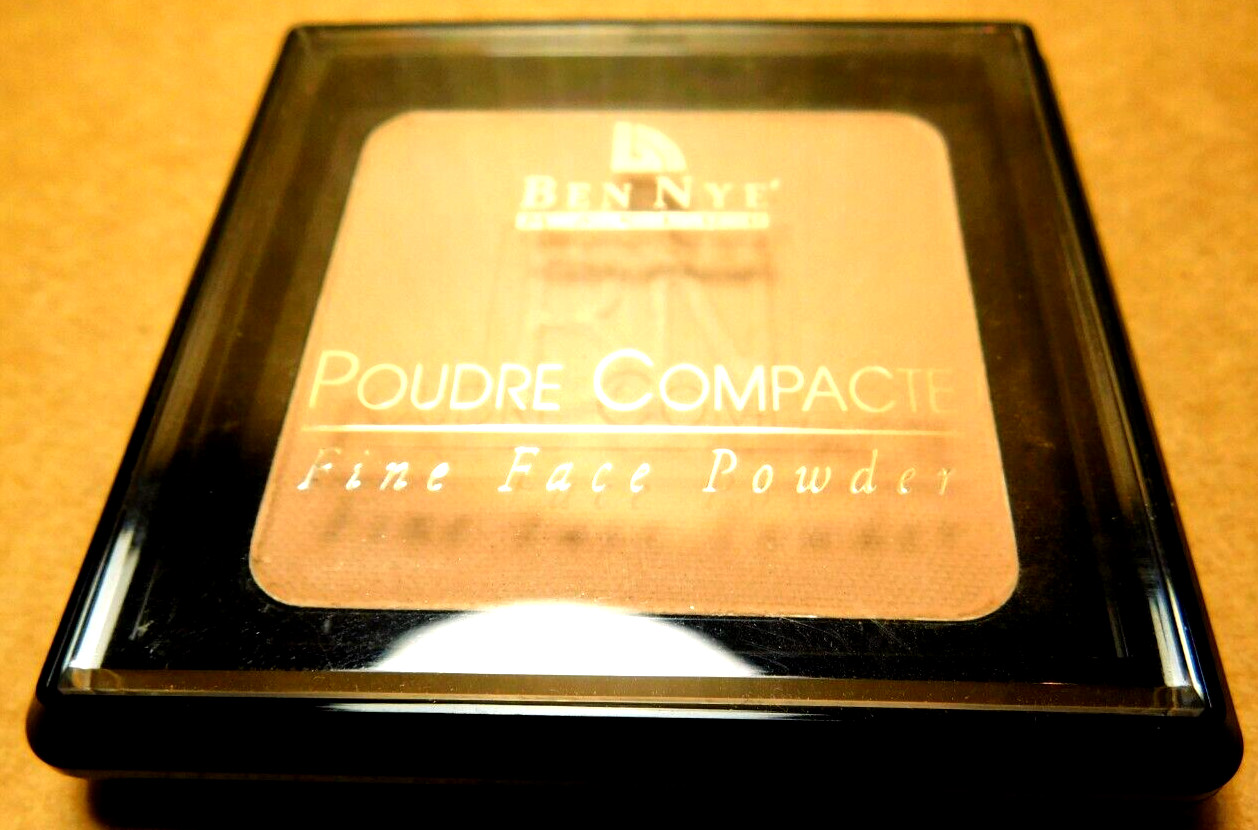 BEN NYE
POUDRE COMPACTE
Fine Face Powder